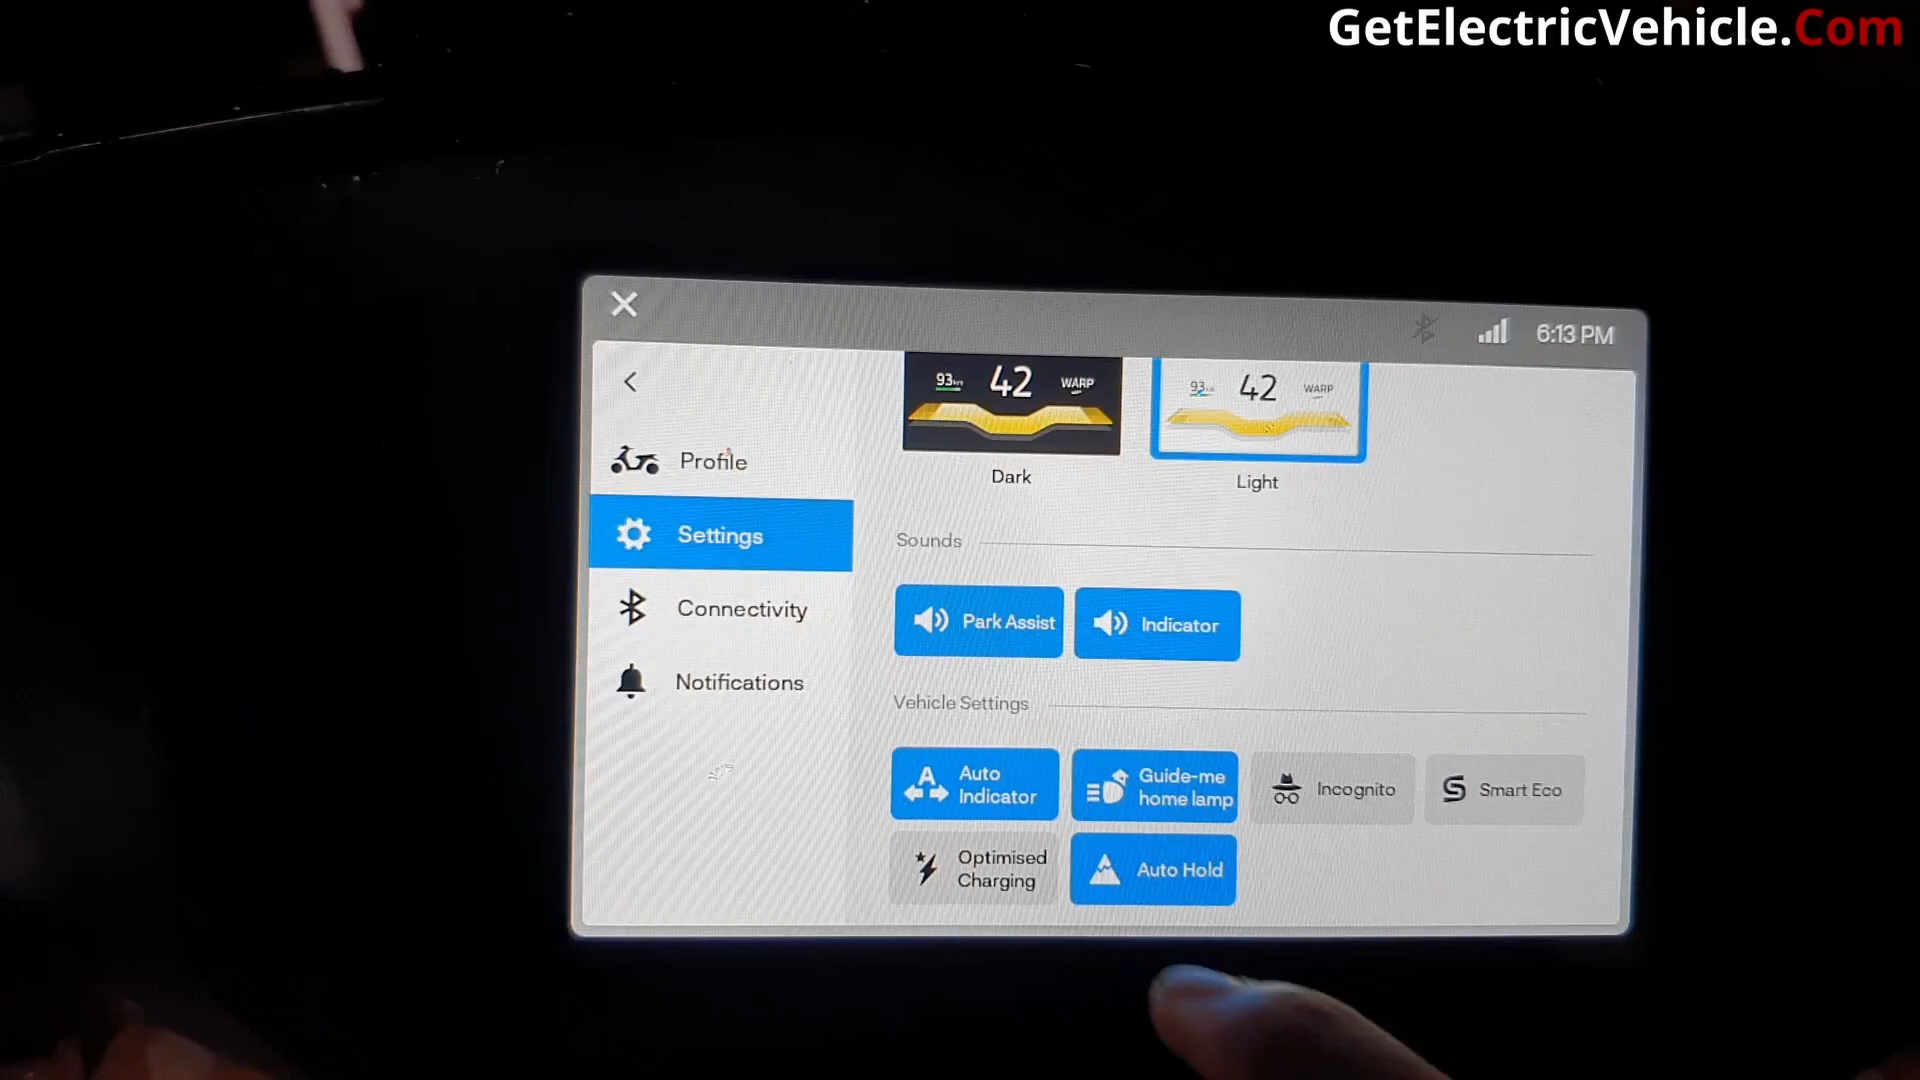 GetElectricVehicle.Com
6:13 PM
93km 42 WARP
93 42 WARP
Dark
Light
Profile
Settings
Connectivity
Notifications
Sounds
Park Assist
Indicator
Vehicle Settings
Auto
Indicator
Guide-me
home lamp
Incognito
Smart Eco
Optimised
Charging
Auto Hold